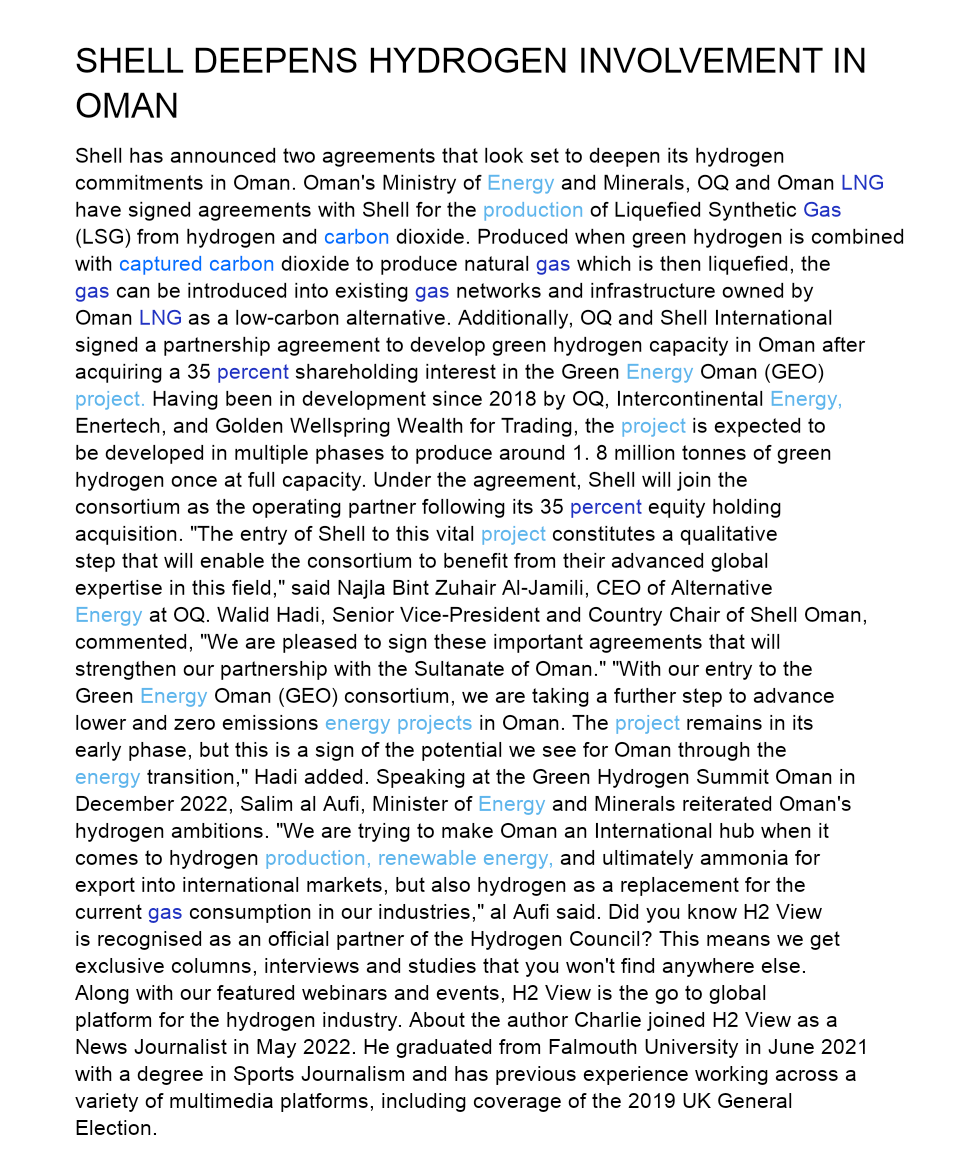 SHELL DEEPENS HYDROGEN INVOLVEMENT IN
OMAN
Shell has announced two agreements that look set to deepen its hydrogen
commitments in Oman. Oman's Ministry of Energy and Minerals, OQ and Oman LNG
have signed agreements with Shell for the production of Liquefied Synthetic Gas
(LSG) from hydrogen and carbon dioxide. Produced when green hydrogen is combined
with captured carbon dioxide to produce natural gas which is then liquefied, the
gas can be introduced into existing gas networks and infrastructure owned by
Oman LNG as a low-carbon alternative. Additionally, OQ and Shell International
signed a partnership agreement to develop green hydrogen capacity in Oman after
acquiring a 35 percent shareholding interest in the Green Energy Oman (GEO)
project. Having been in development since 2018 by OQ, Intercontinental Energy,
Enertech, and Golden Wellspring Wealth for Trading, the project is expected to
be developed in multiple phases to produce around 1. 8 million tonnes of green
hydrogen once at full capacity. Under the agreement, Shell will join the
consortium as the operating partner following its 35 percent equity holding
acquisition. "The entry of Shell to this vital project constitutes a qualitative
step that will enable the consortium to benefit from their advanced global
expertise in this field," said Najla Bint Zuhair Al-Jamili, CEO of Alternative
Energy at OQ. Walid Hadi, Senior Vice-President and Country Chair of Shell Oman,
commented, "We are pleased to sign these important agreements that will
strengthen our partnership with the Sultanate of Oman." "With our entry to the
Green Energy Oman (GEO) consortium, we are taking a further step to advance
lower and zero emissions energy projects in Oman. The project remains in its
early phase, but this is a sign of the potential we see for Oman through the
energy transition," Hadi added. Speaking at the Green Hydrogen Summit Oman in
December 2022, Salim al Aufi, Minister of Energy and Minerals reiterated Oman's
hydrogen ambitions. "We are trying to make Oman an International hub when it
comes to hydrogen production, renewable energy, and ultimately ammonia for
export into international markets, but also hydrogen as a replacement for the
current gas consumption in our industries," al Aufi said. Did you know H2 View
is recognised as an official partner of the Hydrogen Council? This means we get
exclusive columns, interviews and studies that you won't find anywhere else.
Along with our featured webinars and events, H2 View is the go to global
platform for the hydrogen industry. About the author Charlie joined H2 View as a
News Journalist in May 2022. He graduated from Falmouth University in June 2021
with a degree in Sports Journalism and has previous experience working across a
variety of multimedia platforms, including coverage of the 2019 UK General
Election.